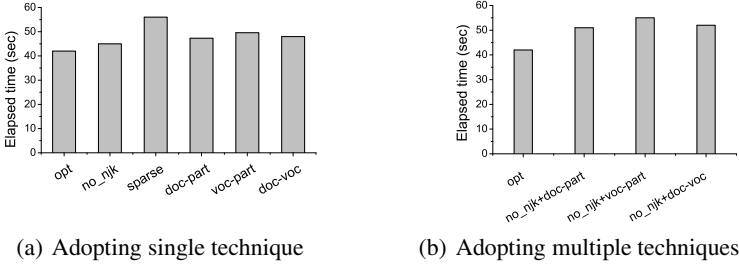 Elapsed time (sec)
60
50
40
30
20
10
0
opt
no_njk
sparse
doc-part
voc-part
doc-voc
(a) Adopting single technique
Elapsed time (sec)
60
50
40
30
20
10
0
opt
no_njk+doc-part
no_njk+voc-part
no_njk+doc-voc
(b) Adopting multiple techniques